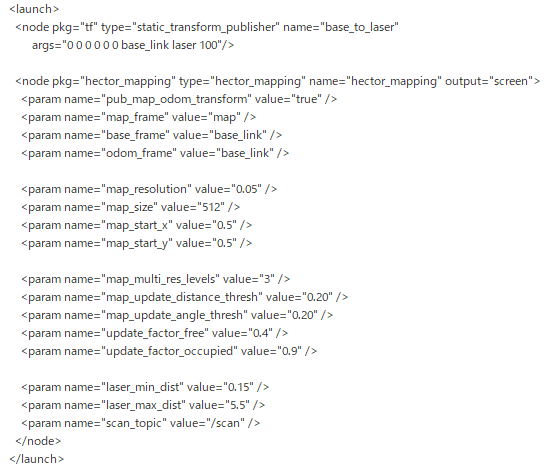 <launch>
<node pkg="tf" type="static_transform_publisher" name="base_to_laser"
args="0 0 0 0 0 0 base_link laser 100"/>
<node pkg="hector_mapping" type="hector_mapping" name="hector_mapping" output="screen">
<param name="pub_map_odom_transform" value="true" />
<param name="map_frame" value="map" />
<param name="base_frame" value="base_link" />
<param name="odom_frame" value="base_link" />
<param name="map_resolution" value="0.05" />
<param name="map_size" value="512" />
<param name="map_start_x" value="0.5" />
<param name="map_start_y" value="0.5" />
<param name="map_multi_res_levels" value="3" />
<param name="map_update_distance_thresh" value="0.20" />
<param name="map_update_angle_thresh" value="0.20" />
<param name="update_factor_free" value="0.4" />
<param name="update_factor_occupied" value="0.9" />
<param name="laser_min_dist" value="0.15" />
<param name="laser_max_dist" value="5.5" />
<param name="scan_topic" value="/scan" />
</node>
</launch>